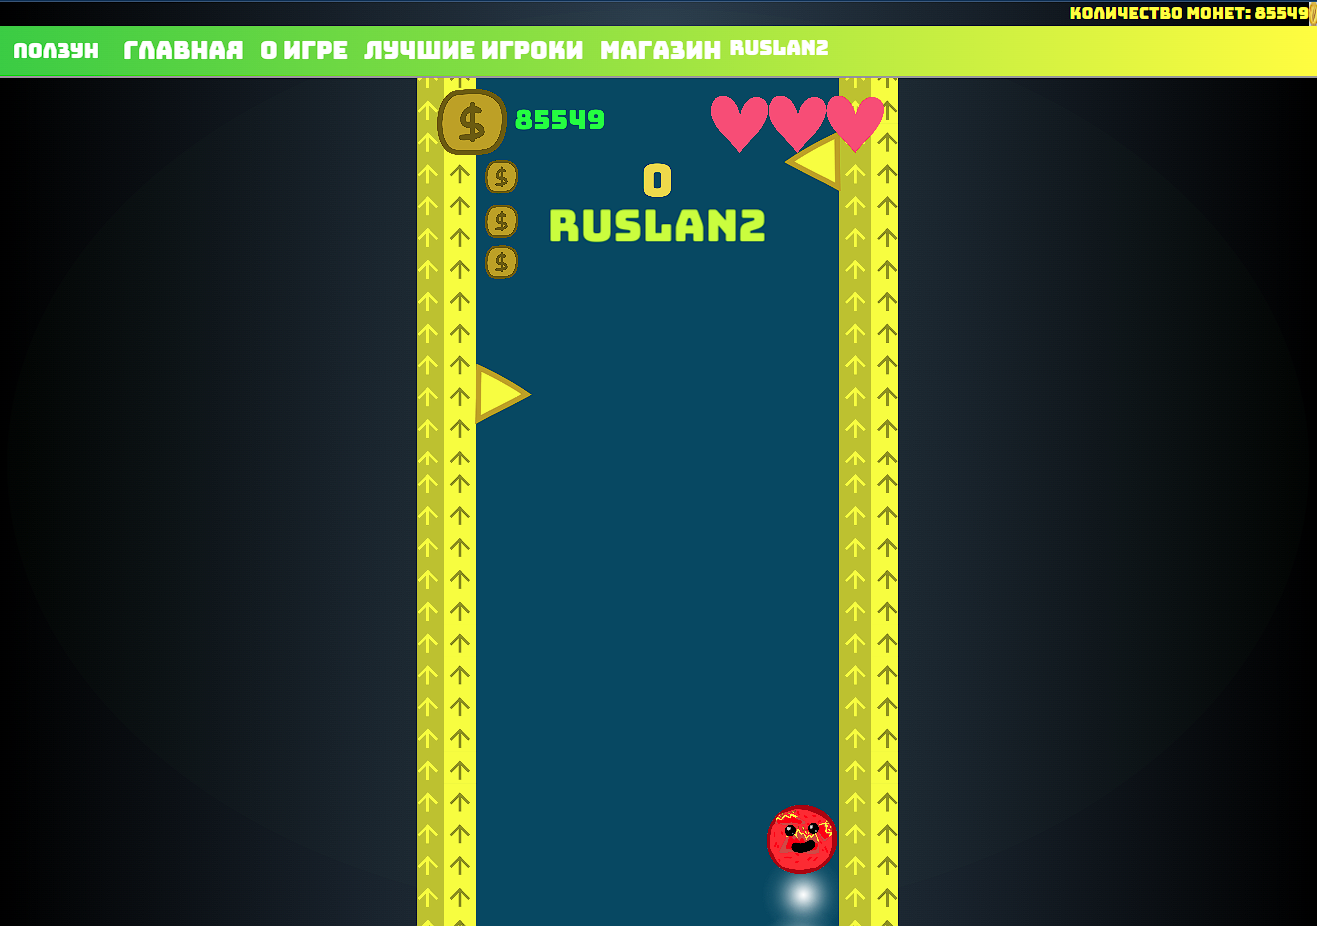 КОЛИЧЕСТВО МОНЕТ: 85549
ПОЛЗУН ГЛАВНАЯ О ИГРЕ ЛУЧШИЕ ИГРОКИ МАГАЗИН RUSLAN2
$ 85549
$
0
$
RUSLAN2
$